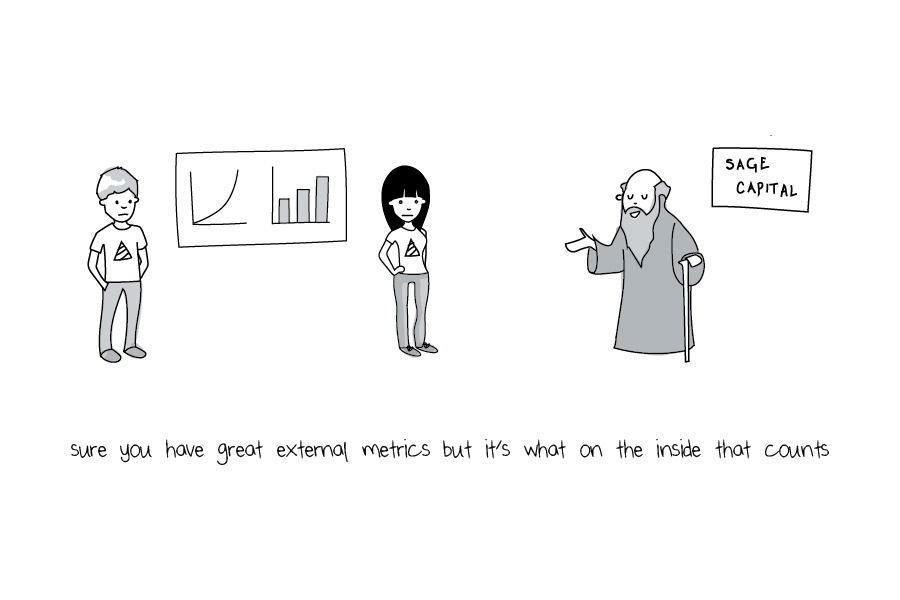 SAGE
CAPITAL
sure you have great external metrics but it's what on the inside that counts